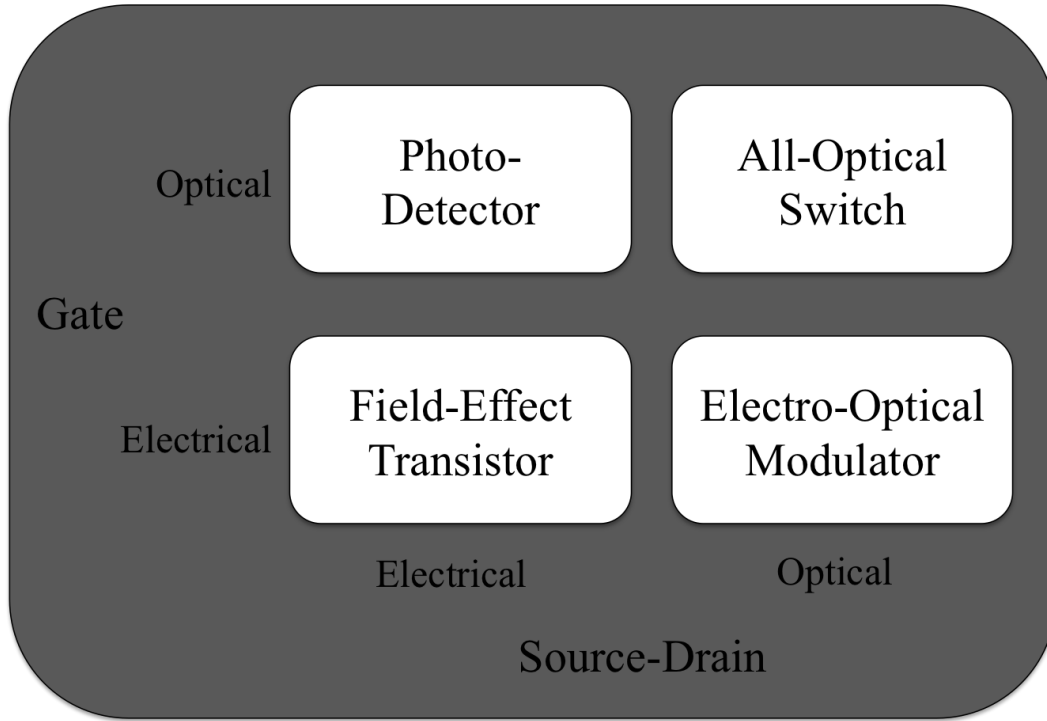 Optical
Photo-
Detector
All-Optical
Switch
Gate
Electrical
Field-Effect
Transistor
Electro-Optical
Modulator
Electrical
Optical
Source-Drain